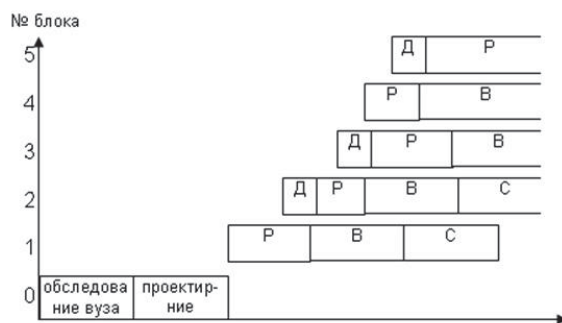 № блока
5 Д Р
4 Р В
3 Д Р В
2 Д Р В С
1 Р В С
0 обследова проектир-
ние вуза ние